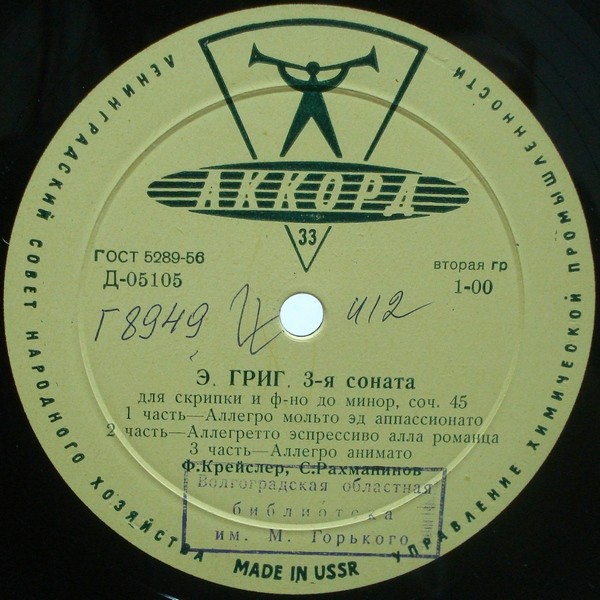 ЛЕНИНГРАДСКИЙ СОВЕТ НАРОДНОГО ХОЗЯЙСТВА
УПРАВЛЕНИЕ ХИМИЧЕСКОЙ ПРОМЫШЛЕННОСТИ
АККОРД
33
ГОСТ 5289-56
Д-05105
вторая гр
1-00
Г8949
Э. ГРИГ. 3-я соната
для скрипки и ф-но до минор, соч. 45
1 часть—Аллегро мольто эд аппассионато
2 часть—Аллегретто эспрессиво алла романца
3 часть—Аллегро анимато
Ф.Крейслер, С.Рахманинов
Волгоградская областная
библиотека
им. М. Горького
MADE IN USSR